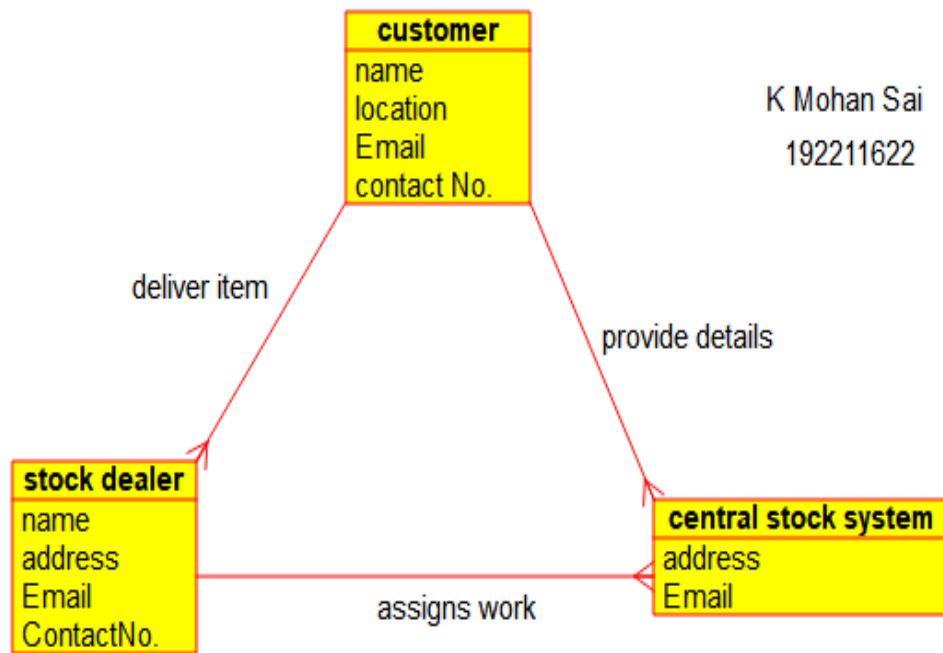 customer
name
location
Email
contact No.
K Mohan Sai
192211622
deliver item
provide details
stock dealer
name
address
Email
ContactNo.
assigns work
central stock system
address
Email